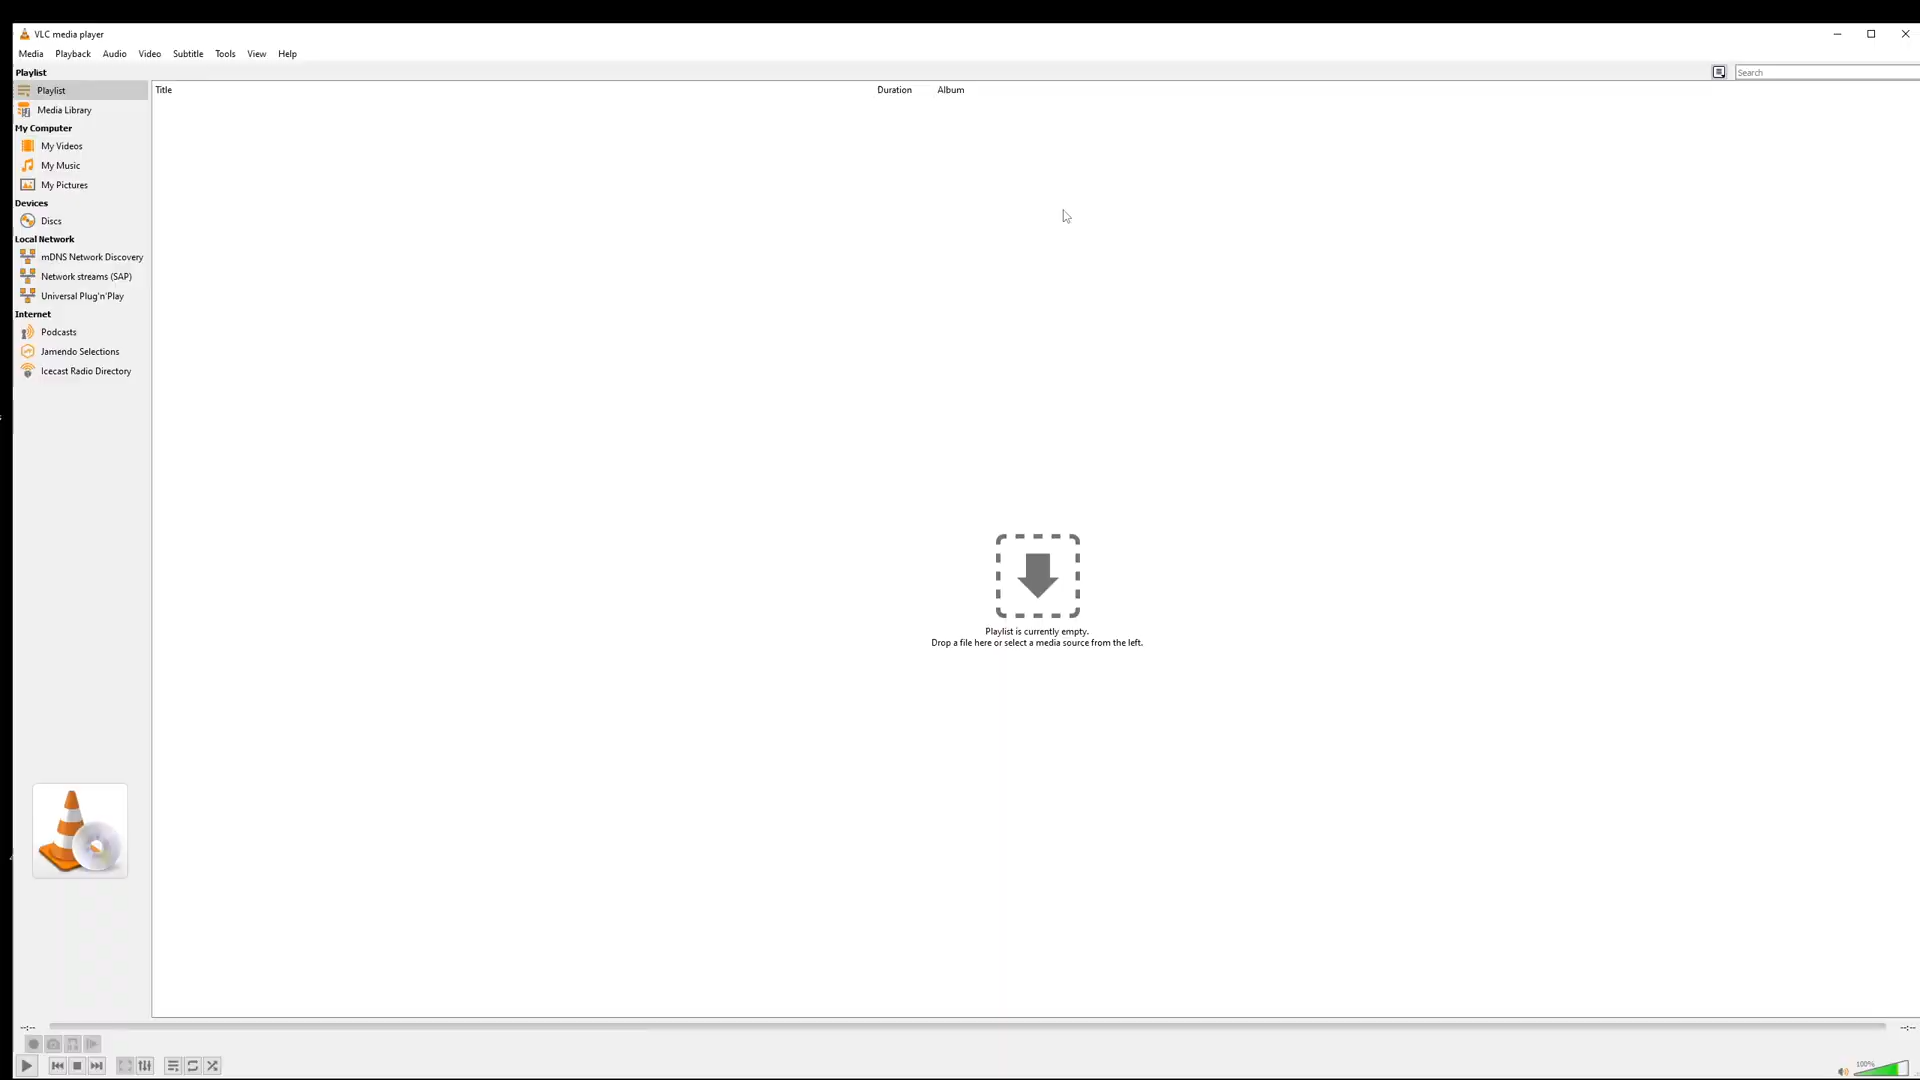 VLC media player
Media Playback Audio Video Subtitle Tools View Help
Playlist
Search
Playlist
Title Duration Album
Media Library
My Computer
My Videos
My Music
My Pictures
Devices
Discs
Local Network
mDNS Network Discovery
Network streams (SAP)
Universal Plug'n'Play
Internet
Podcasts
Jamendo Selections
Icecast Radio Directory
Playlist is currently empty.
Drop a file here or select a media source from the left.
--:-- --:--
100%